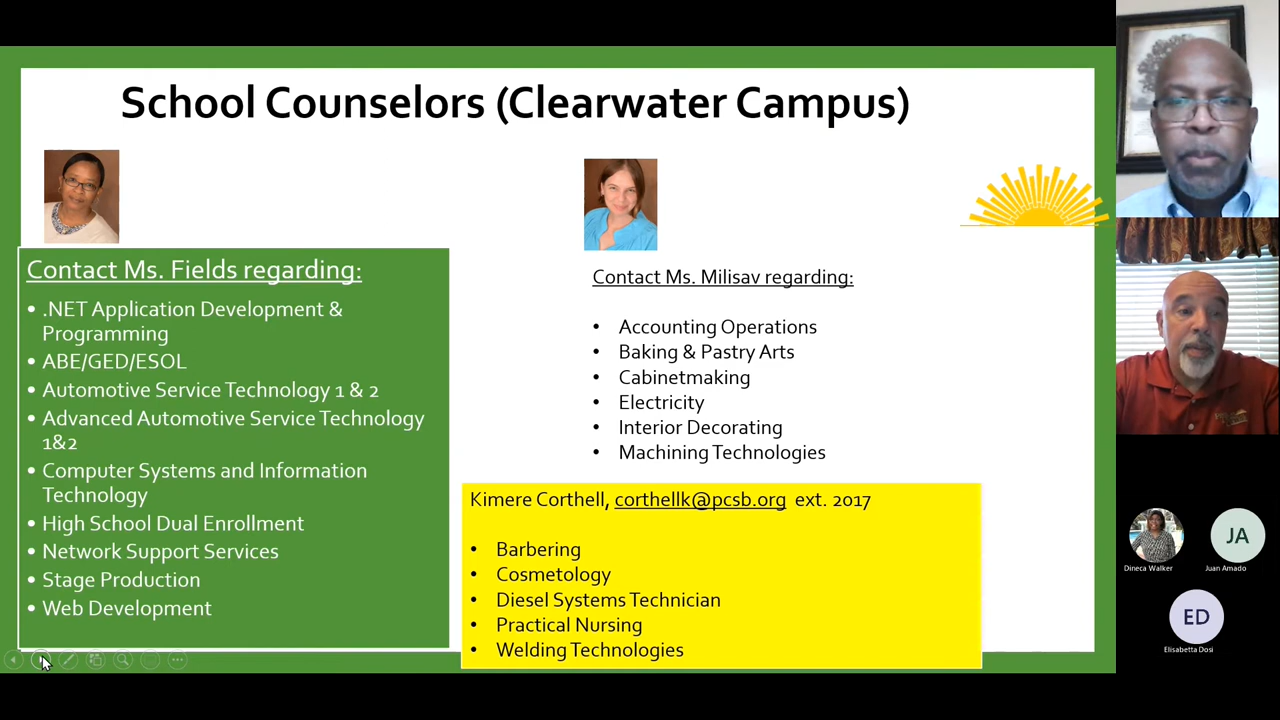 School Counselors (Clearwater Campus)
Contact Ms. Fields regarding:
• .NET Application Development &
Programming
• ABE/GED/ESOL
• Automotive Service Technology 1 & 2
• Advanced Automotive Service Technology
1&2
• Computer Systems and Information
Technology
• High School Dual Enrollment
• Network Support Services
• Stage Production
• Web Development
Contact Ms. Milisav regarding:
• Accounting Operations
• Baking & Pastry Arts
• Cabinetmaking
• Electricity
• Interior Decorating
• Machining Technologies
Kimere Corthell, corthellk@pcsb.org ext. 2017
• Barbering
• Cosmetology
• Diesel Systems Technician
• Practical Nursing
• Welding Technologies
Dineca Walker
JA
Juan Amado
ED
Elisabetta Dosi